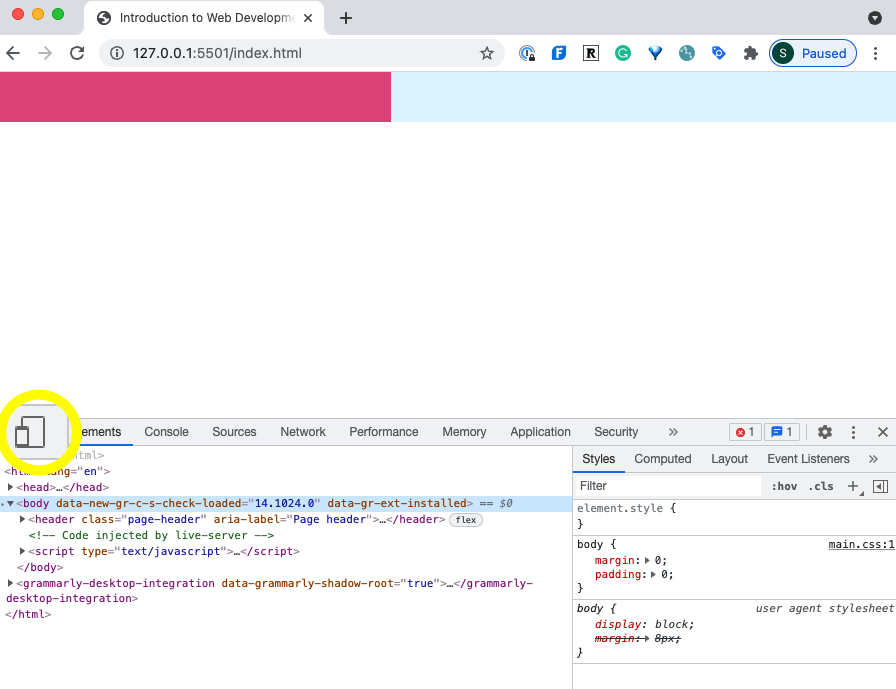 Introduction to Web Developm
127.0.0.1:5501/index.html
S Paused
ements Console Sources Network Performance Memory Application Security » 1 1
html>
<html lang="en">
<head>…</head>
<body data-new-gr-c-s-check-loaded="14.1024.0" data-gr-ext-installed> == $0
<header class="page-header" aria-label="Page header">…</header> flex
<!-- Code injected by live-server -->
<script type="text/javascript">…</script>
</body>
<grammarly-desktop-integration data-grammarly-shadow-root="true">…</grammarly-
desktop-integration>
</html>
Styles Computed Layout Event Listeners »
Filter :hov .cls +
element.style {
}
body { main.css:1
margin: 0;
padding: 0;
}
body { user agent stylesheet
display: block;
margin: 8px;
}